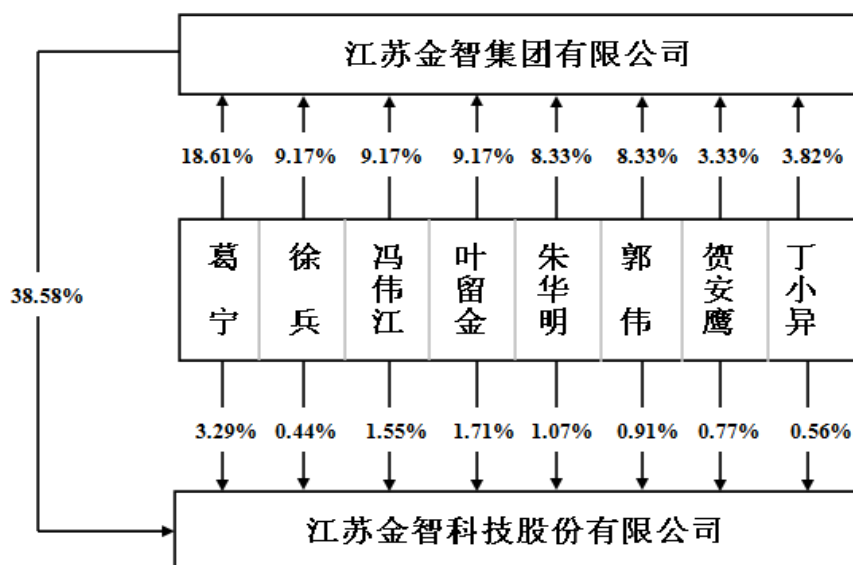 江苏金智集团有限公司
18.61% 9.17% 9.17% 9.17% 8.33% 8.33% 3.33% 3.82%
葛宁 徐兵 冯伟江 叶留金 朱华明 郭伟 贺安鹰 丁小异
38.58%
3.29% 0.44% 1.55% 1.71% 1.07% 0.91% 0.77% 0.56%
江苏金智科技股份有限公司